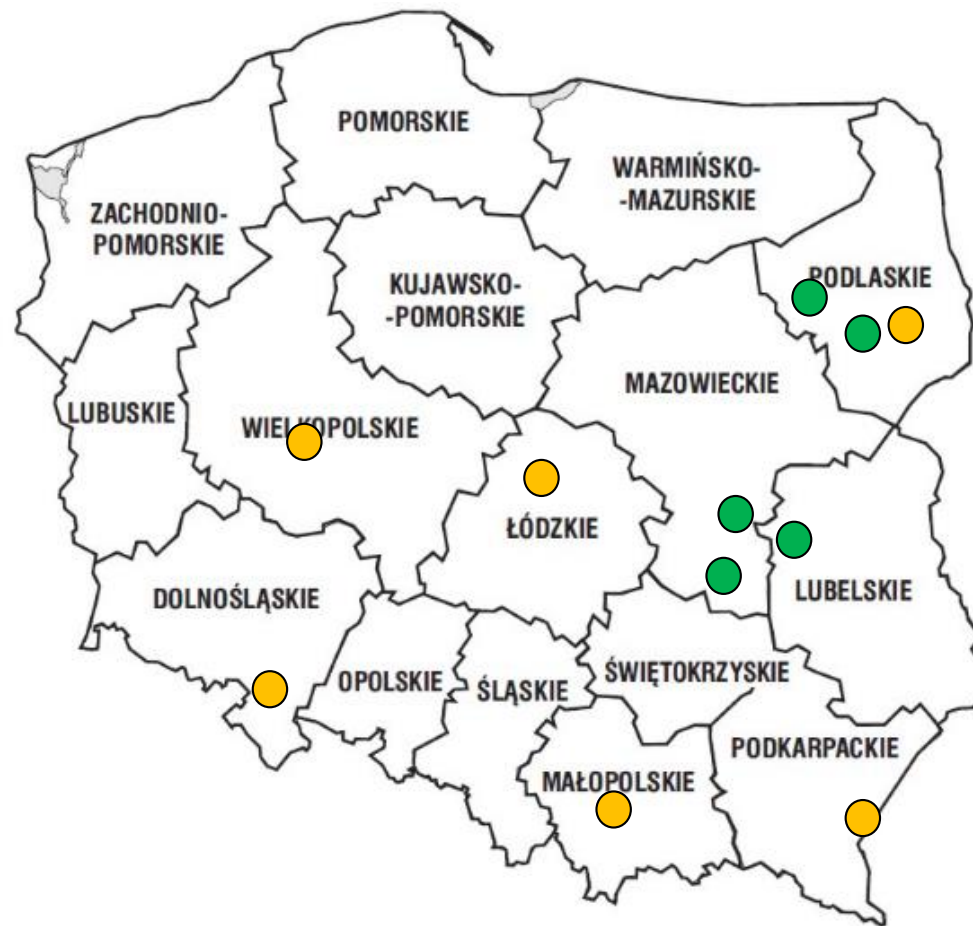 POMORSKIE
WARMIŃSKO-
-MAZURSKIE
ZACHODNIO-
POMORSKIE
PODLASKIE
KUJAWSKO-
-POMORSKIE
MAZOWIECKIE
LUBUSKIE
WIELKOPOLSKIE
ŁÓDZKIE
LUBELSKIE
DOLNOŚLĄSKIE
OPOLSKIE
ŚLĄSKIE
ŚWIĘTOKRZYSKIE
PODKARPACKIE
MAŁOPOLSKIE